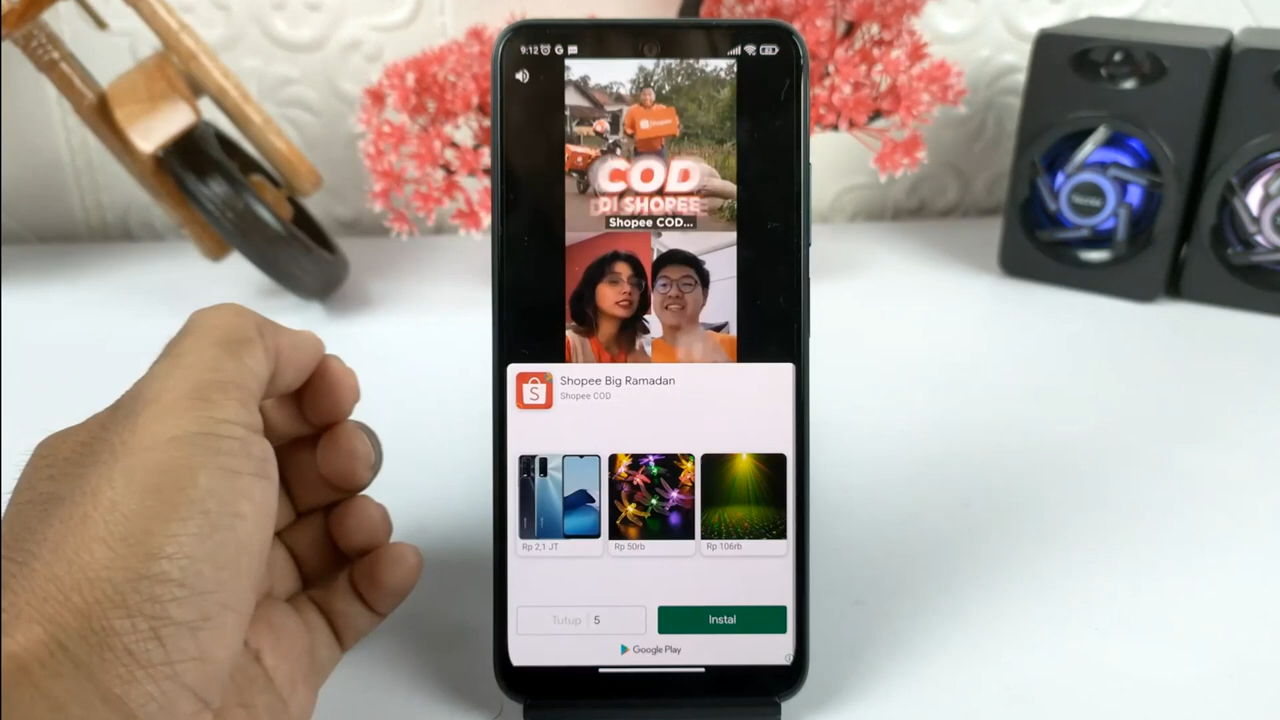 9:12
Shopee
COD
DI SHOPEE
Shopee COD...
Shopee Big Ramadan
Shopee COD
Rp 2,1 JT
Rp 50rb
Rp 106rb
Tutup 5
Instal
Google Play